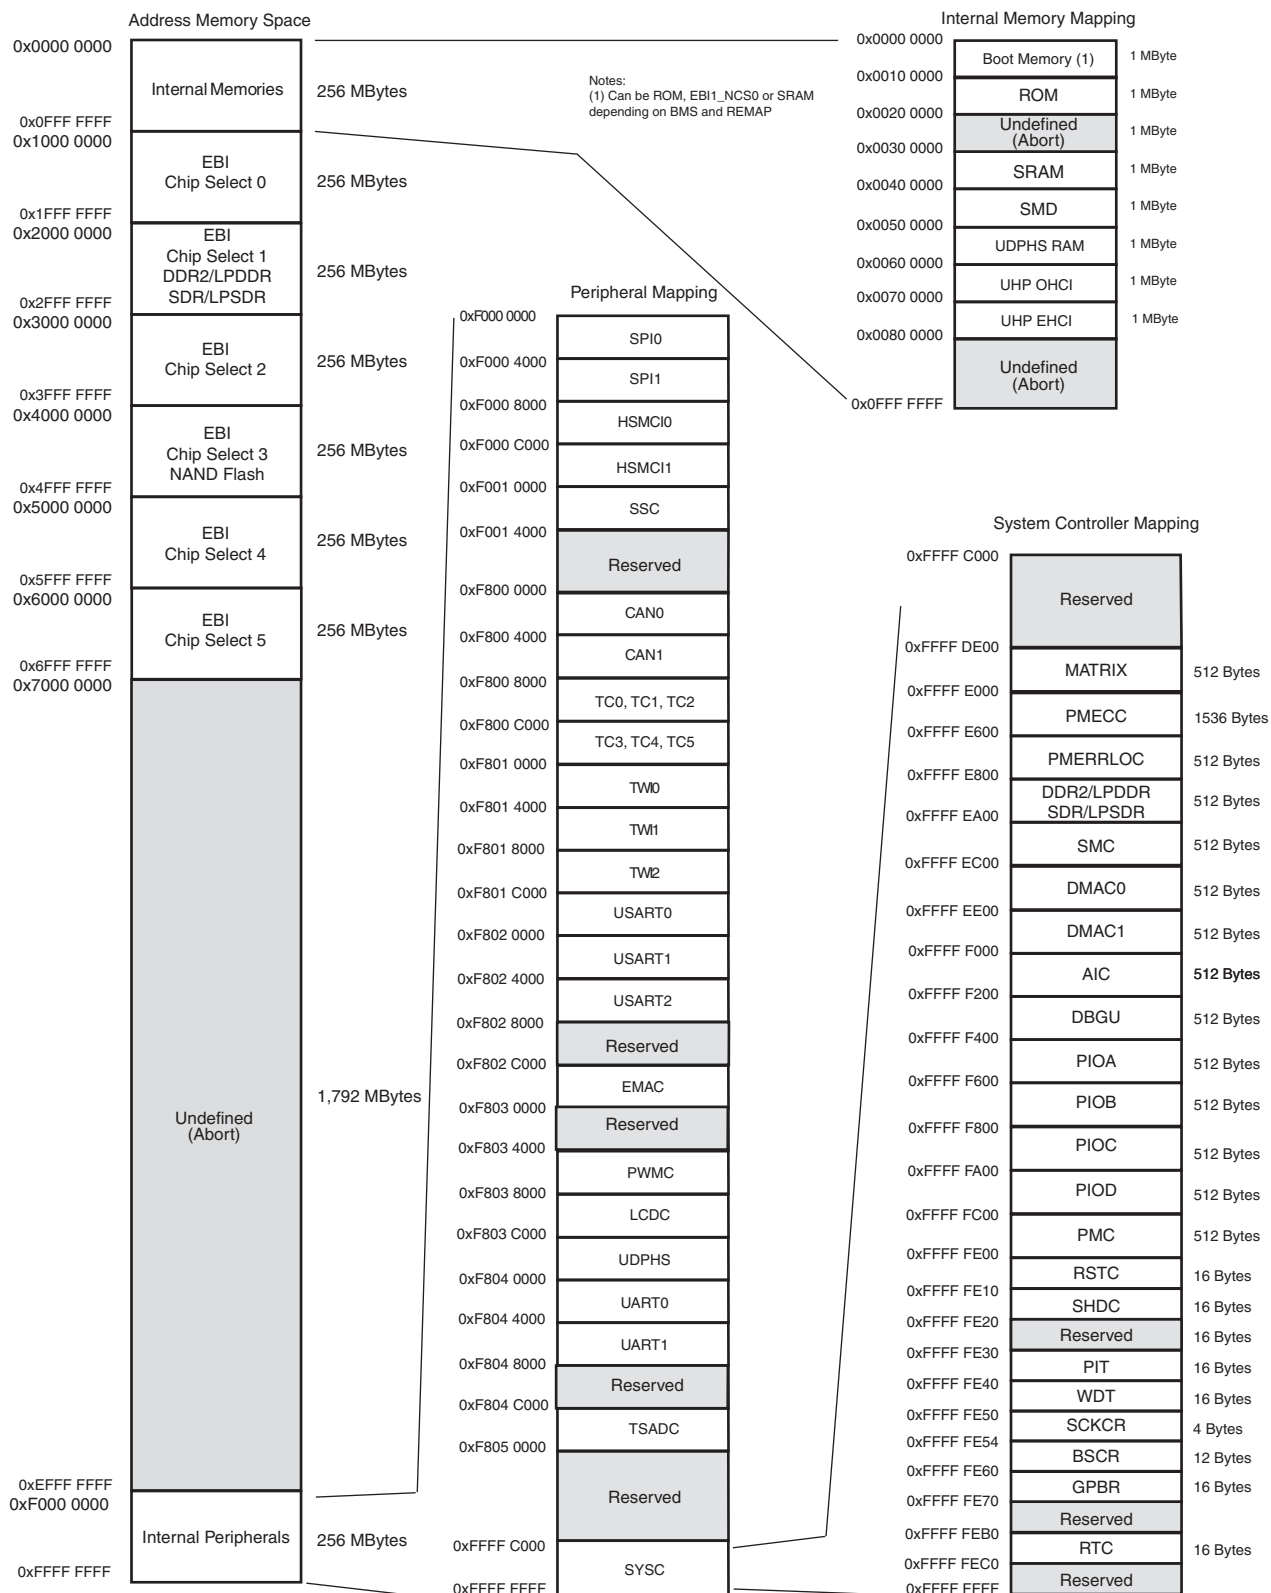 Address Memory Space
0x0000 0000
Internal Memories
256 MBytes
0x0FFF FFFF
0x1000 0000
EBI
Chip Select 0
256 MBytes
0x1FFF FFFF
0x2000 0000
EBI
Chip Select 1
DDR2/LPDDR
SDR/LPSDR
256 MBytes
0x2FFF FFFF
0x3000 0000
EBI
Chip Select 2
256 MBytes
0x3FFF FFFF
0x4000 0000
EBI
Chip Select 3
NAND Flash
256 MBytes
0x4FFF FFFF
0x5000 0000
EBI
Chip Select 4
256 MBytes
0x5FFF FFFF
0x6000 0000
EBI
Chip Select 5
256 MBytes
0x6FFF FFFF
0x7000 0000
Undefined
(Abort)
1,792 MBytes
0xEFFF FFFF
0xF000 0000
Internal Peripherals
256 MBytes
0xFFFF FFFF
Notes:
(1) Can be ROM, EBI1_NCS0 or SRAM
depending on BMS and REMAP
Internal Memory Mapping
0x0000 0000
Boot Memory (1)
1 MByte
0x0010 0000
ROM
1 MByte
0x0020 0000
Undefined
(Abort)
1 MByte
0x0030 0000
SRAM
1 MByte
0x0040 0000
SMD
1 MByte
0x0050 0000
UDPHS RAM
1 MByte
0x0060 0000
UHP OHCI
1 MByte
0x0070 0000
UHP EHCI
1 MByte
0x0080 0000
Undefined
(Abort)
0x0FFF FFFF
Peripheral Mapping
0xF000 0000
SPI0
0xF000 4000
SPI1
0xF000 8000
HSMCI0
0xF000 C000
HSMCI1
0xF001 0000
SSC
0xF001 4000
Reserved
0xF800 0000
CAN0
0xF800 4000
CAN1
0xF800 8000
TC0, TC1, TC2
0xF800 C000
TC3, TC4, TC5
0xF801 0000
TWI0
0xF801 4000
TWI1
0xF801 8000
TWI2
0xF801 C000
USART0
0xF802 0000
USART1
0xF802 4000
USART2
0xF802 8000
Reserved
0xF802 C000
EMAC
0xF803 0000
Reserved
0xF803 4000
PWMC
0xF803 8000
LCDC
0xF803 C000
UDPHS
0xF804 0000
UART0
0xF804 4000
UART1
0xF804 8000
Reserved
0xF804 C000
TSADC
0xF805 0000
Reserved
0xFFFF C000
SYSC
0xFFFF FFFF
System Controller Mapping
0xFFFF C000
Reserved
0xFFFF DE00
MATRIX
512 Bytes
0xFFFF E000
PMECC
1536 Bytes
0xFFFF E600
PMERRLOC
512 Bytes
0xFFFF E800
DDR2/LPDDR
SDR/LPSDR
512 Bytes
0xFFFF EA00
SMC
512 Bytes
0xFFFF EC00
DMAC0
512 Bytes
0xFFFF EE00
DMAC1
512 Bytes
0xFFFF F000
AIC
512 Bytes
0xFFFF F200
DBGU
512 Bytes
0xFFFF F400
PIOA
512 Bytes
0xFFFF F600
PIOB
512 Bytes
0xFFFF F800
PIOC
512 Bytes
0xFFFF FA00
PIOD
512 Bytes
0xFFFF FC00
PMC
512 Bytes
0xFFFF FE00
RSTC
16 Bytes
0xFFFF FE10
SHDC
16 Bytes
0xFFFF FE20
Reserved
16 Bytes
0xFFFF FE30
PIT
16 Bytes
0xFFFF FE40
WDT
16 Bytes
0xFFFF FE50
SCKCR
4 Bytes
0xFFFF FE54
BSCR
12 Bytes
0xFFFF FE60
GPBR
16 Bytes
0xFFFF FE70
Reserved
0xFFFF FEB0
RTC
16 Bytes
0xFFFF FEC0
Reserved
0xFFFF FFFF